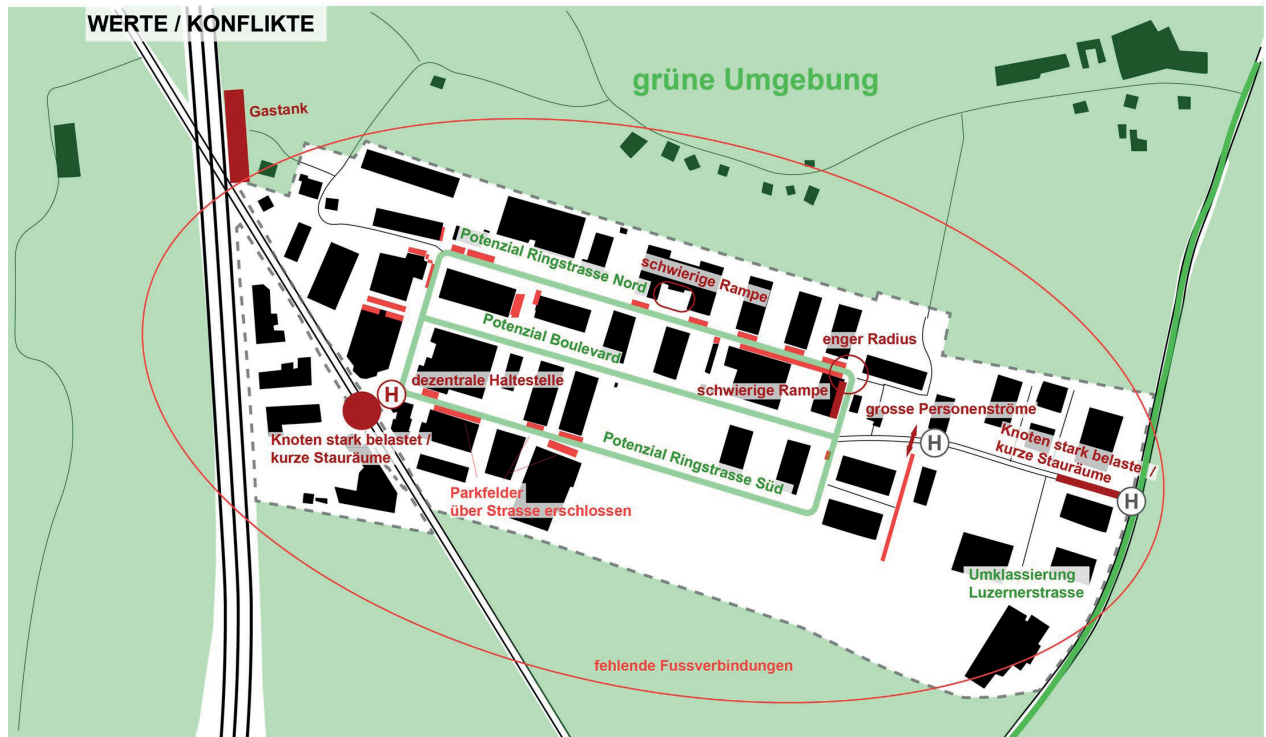 WERTE / KONFLIKTE
grüne Umgebung
Gastank
Potenzial Ringstrasse Nord
schwierige Rampe
enger Radius
Potenzial Boulevard
dezentrale Haltestelle
schwierige Rampe
H
grosse Personenströme
H
Knoten stark belastet /
kurze Stauräume
Knoten stark belastet /
kurze Stauräume
Potenzial Ringstrasse Süd
H
Parkfelder
über Strasse erschlossen
Umklassierung
Luzernerstrasse
fehlende Fussverbindungen